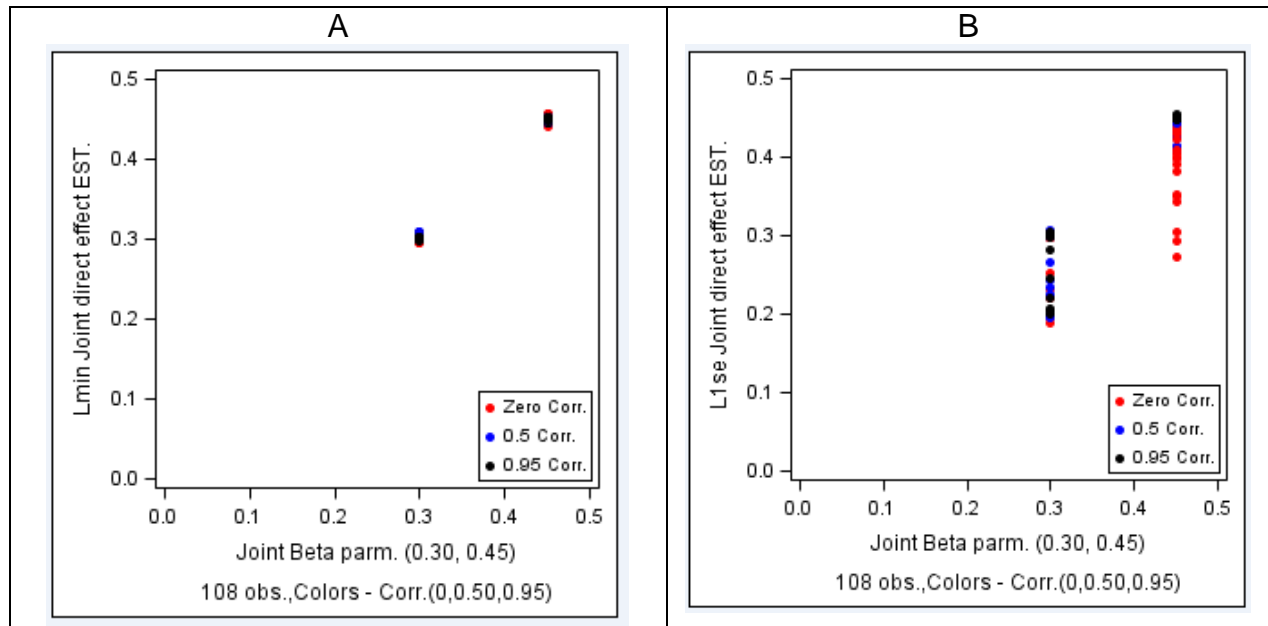 A
0.5
0.4
0.3
0.2
0.1
0.0
Lmin Joint direct effect EST.
Zero Corr.
0.5 Corr.
0.95 Corr.
0.0 0.1 0.2 0.3 0.4 0.5
Joint Beta parm. (0.30, 0.45)
108 obs.,Colors - Corr.(0,0.50,0.95)
B
0.5
0.4
0.3
0.2
0.1
0.0
L1se Joint direct effect EST.
Zero Corr.
0.5 Corr.
0.95 Corr.
0.0 0.1 0.2 0.3 0.4 0.5
Joint Beta parm. (0.30, 0.45)
108 obs.,Colors - Corr.(0,0.50,0.95)